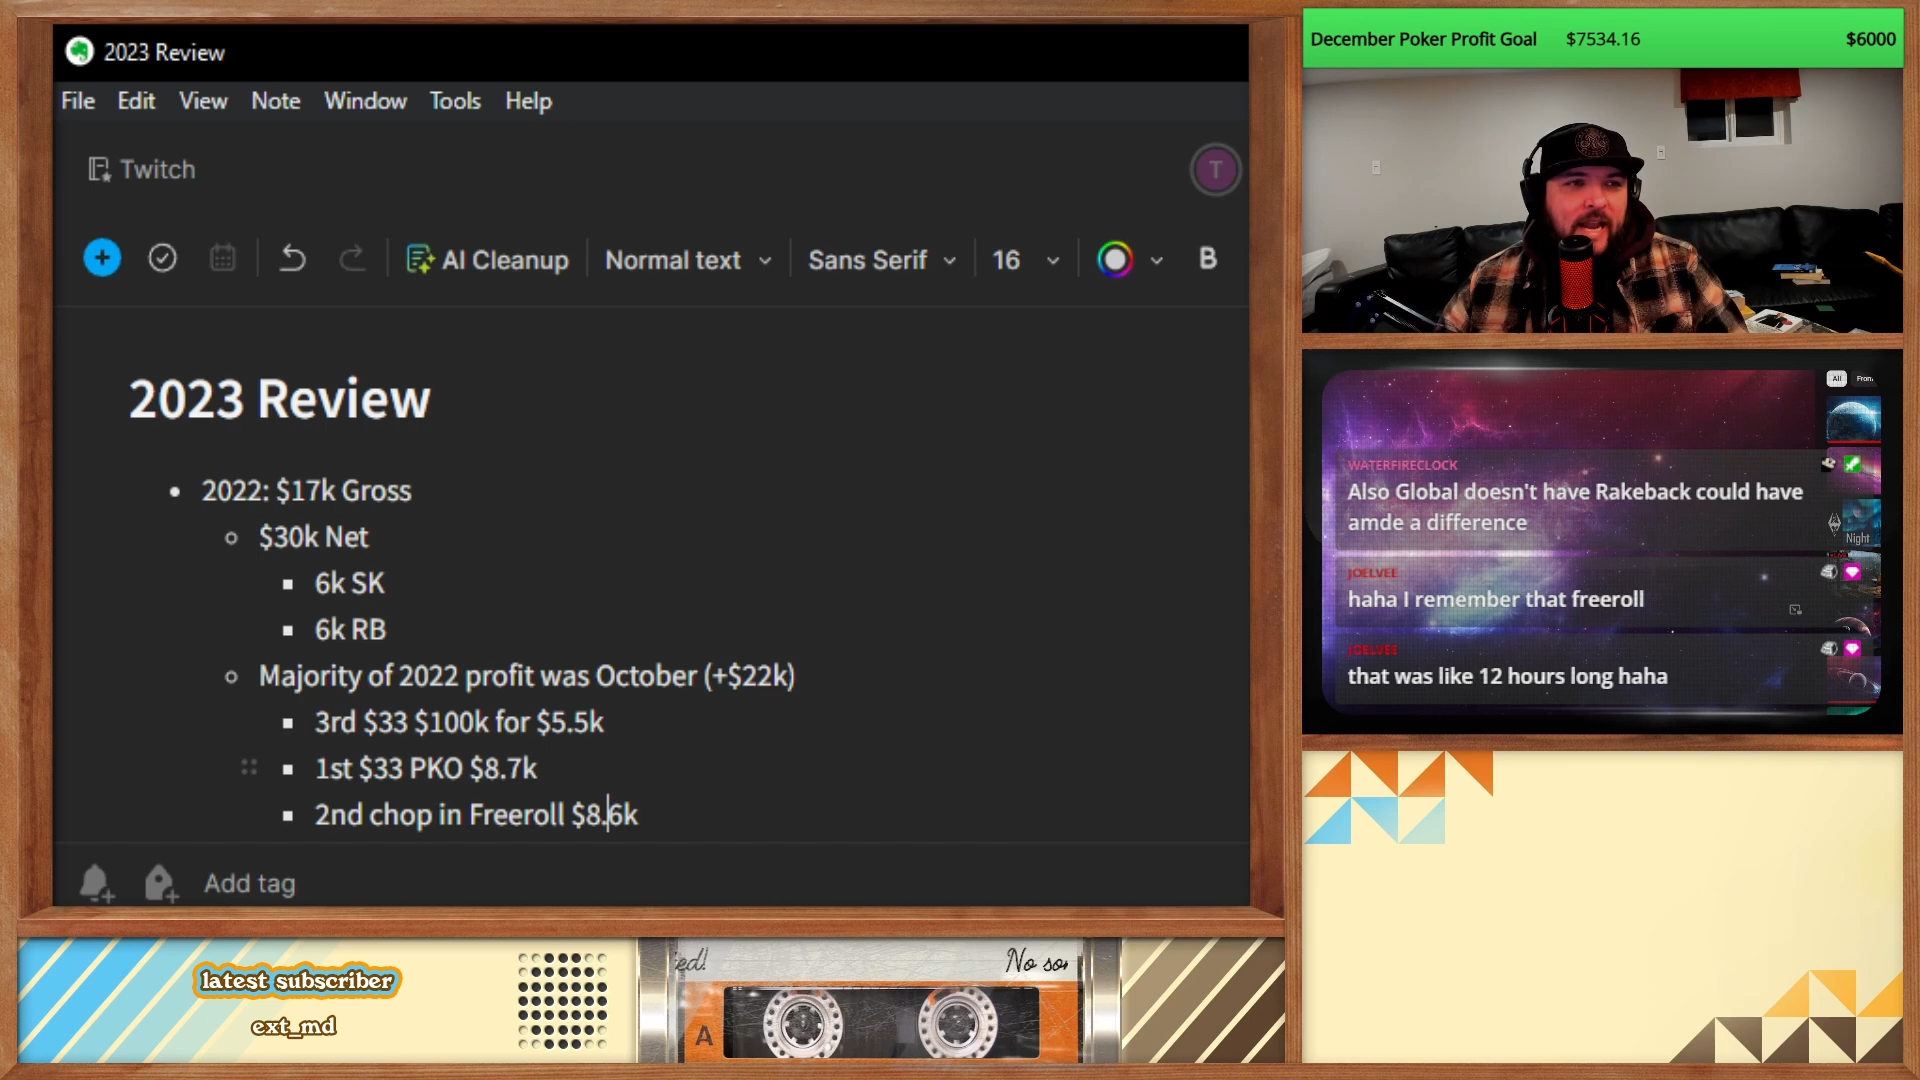 2023 Review
File Edit View Note Window Tools Help
Twitch
T
AI Cleanup Normal text Sans Serif 16 B
2023 Review
2022: $17k Gross
$30k Net
6k SK
6k RB
Majority of 2022 profit was October (+$22k)
3rd $33 $100k for $5.5k
1st $33 PKO $8.7k
2nd chop in Freeroll $8.6k
Add tag
December Poker Profit Goal $7534.16 $6000
All
WATERFIRECLOCK
Also Global doesn't have Rakeback could have
amde a difference
Night
JOELVEE
haha I remember that freeroll
JOELVEE
that was like 12 hours long haha
latest subscriber
ext_md
ed! No
A